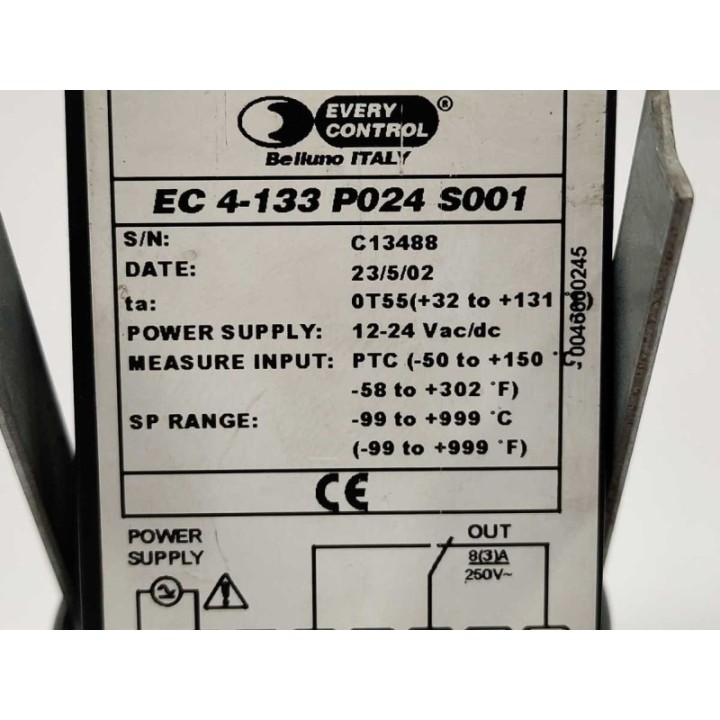 EVERY ®
CONTROL
Belluno ITALY
EC 4-133 P024 S001
S/N: C13488
DATE: 23/5/02
ta: 0T55(+32 to +131
POWER SUPPLY: 12-24 Vac/dc
MEASURE INPUT: PTC (-50 to +150 °
-58 to +302 °F)
SP RANGE: -99 to +999 °C
(-99 to +999 °F)
CE
POWER
SUPPLY
OUT
8(3)A
250V~